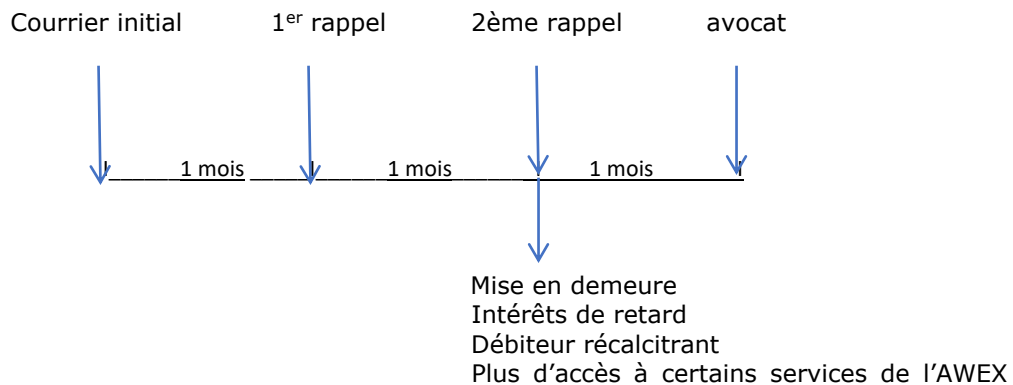 Courrier initial 1er rappel 2ème rappel avocat
1 mois 1 mois 1 mois
Mise en demeure
Intérêts de retard
Débiteur récalcitrant
Plus d’accès à certains services de l’AWEX